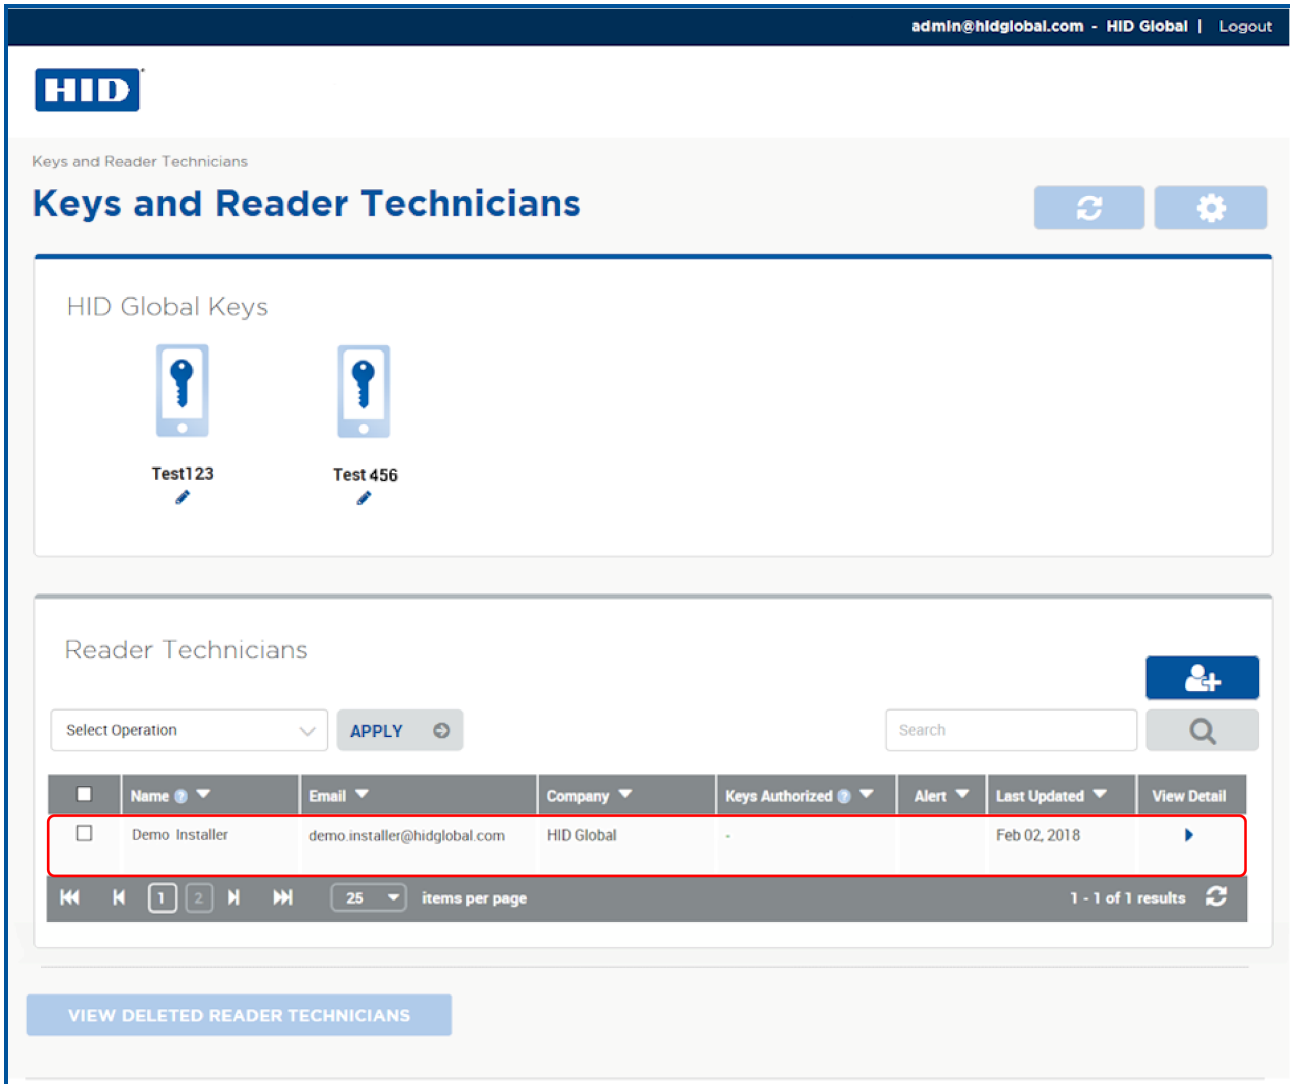 admin@hidglobal.com - HID Global | Logout
HID
Keys and Reader Technicians
Keys and Reader Technicians
HID Global Keys
Test123 Test 456
Reader Technicians
Select Operation APPLY Search
Name ? Email Company Keys Authorized ? Alert Last Updated View Detail
Demo Installer demo.installer@hidglobal.com HID Global - Feb 02, 2018
1 2 25 items per page 1 - 1 of 1 results
VIEW DELETED READER TECHNICIANS